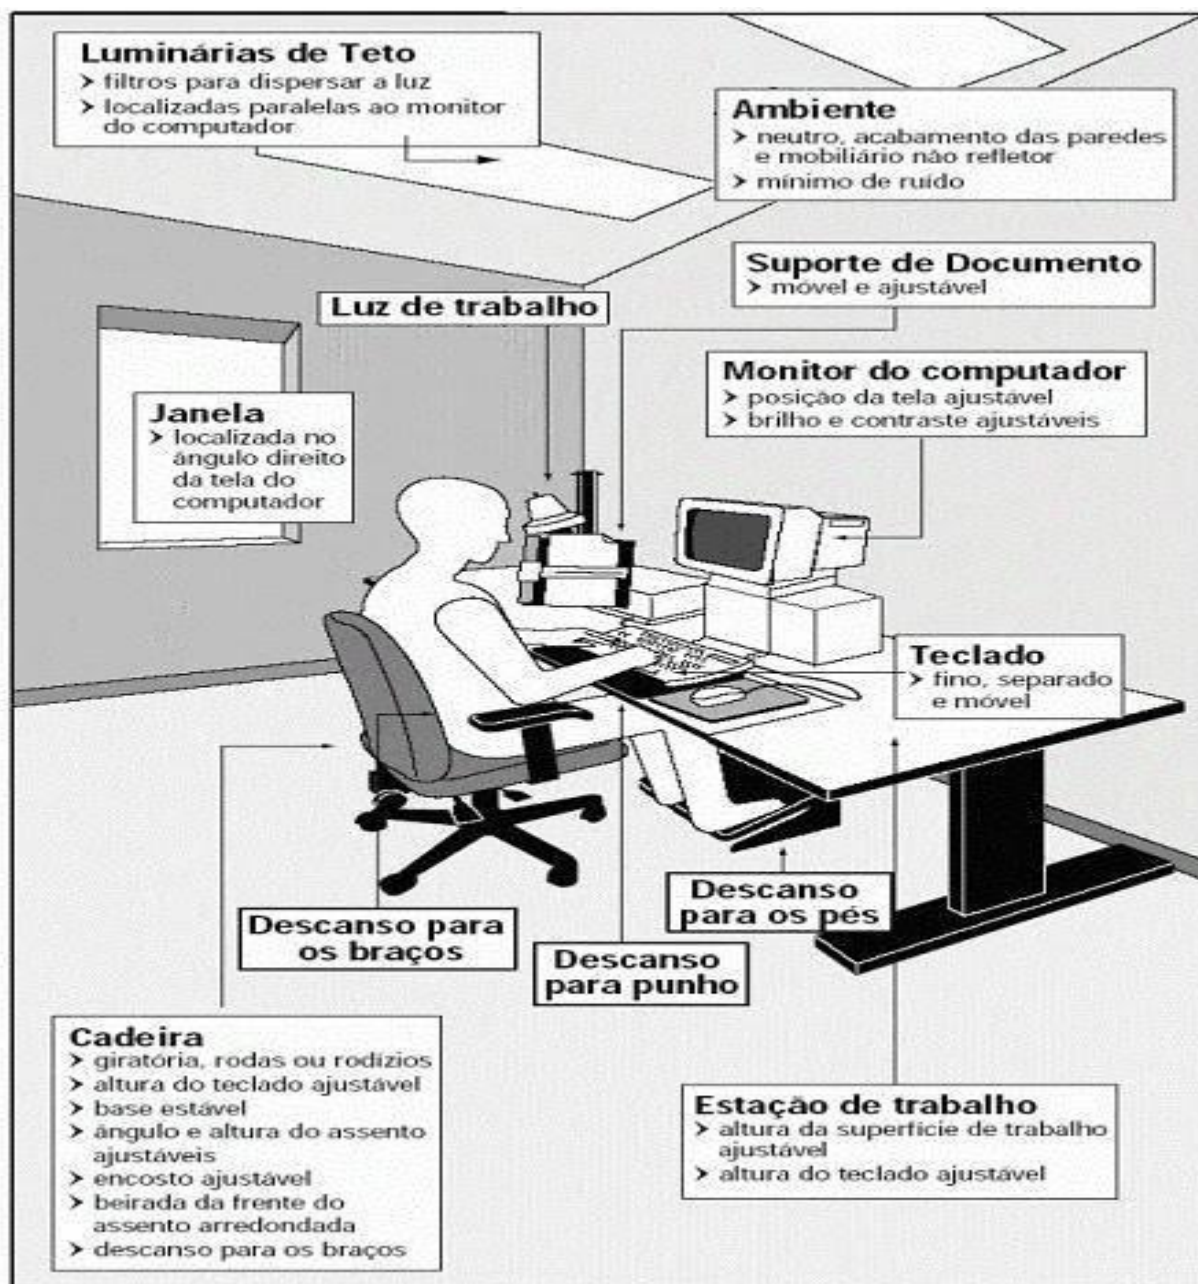 Luminárias de Teto
➤ filtros para dispersar a luz
➤ localizadas paralelas ao monitor
do computador
Ambiente
➤ neutro, acabamento das paredes
e mobiliário não refletor
➤ mínimo de ruído
Suporte de Documento
➤ móvel e ajustável
Luz de trabalho
Monitor do computador
➤ posição da tela ajustável
➤ brilho e contraste ajustáveis
Janela
➤ localizada no
ângulo direito
da tela do
computador
Teclado
➤ fino, separado
e móvel
Descanso
para os pés
Descanso para
os braços
Descanso
para punho
Cadeira
➤ giratória, rodas ou rodízios
➤ altura do teclado ajustável
➤ base estável
➤ ângulo e altura do assento
ajustáveis
➤ encosto ajustável
➤ beirada da frente do
assento arredondada
➤ descanso para os braços
Estação de trabalho
➤ altura da superfície de trabalho
ajustável
➤ altura do teclado ajustável